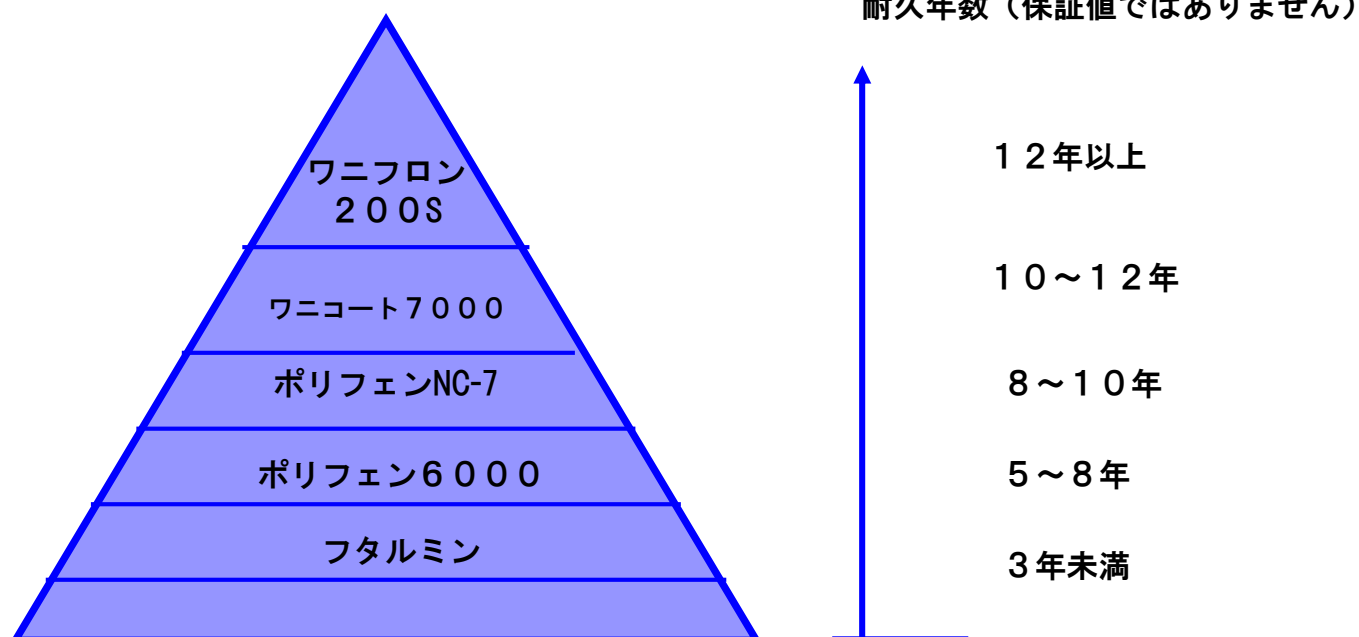 耐久年数（保証値ではありません）
ワニフロン
２００S
１２年以上
ワニコート７０００
１０～１２年
ポリフェンNC-7
８～１０年
ポリフェン６０００
５～８年
フタルミン
３年未満